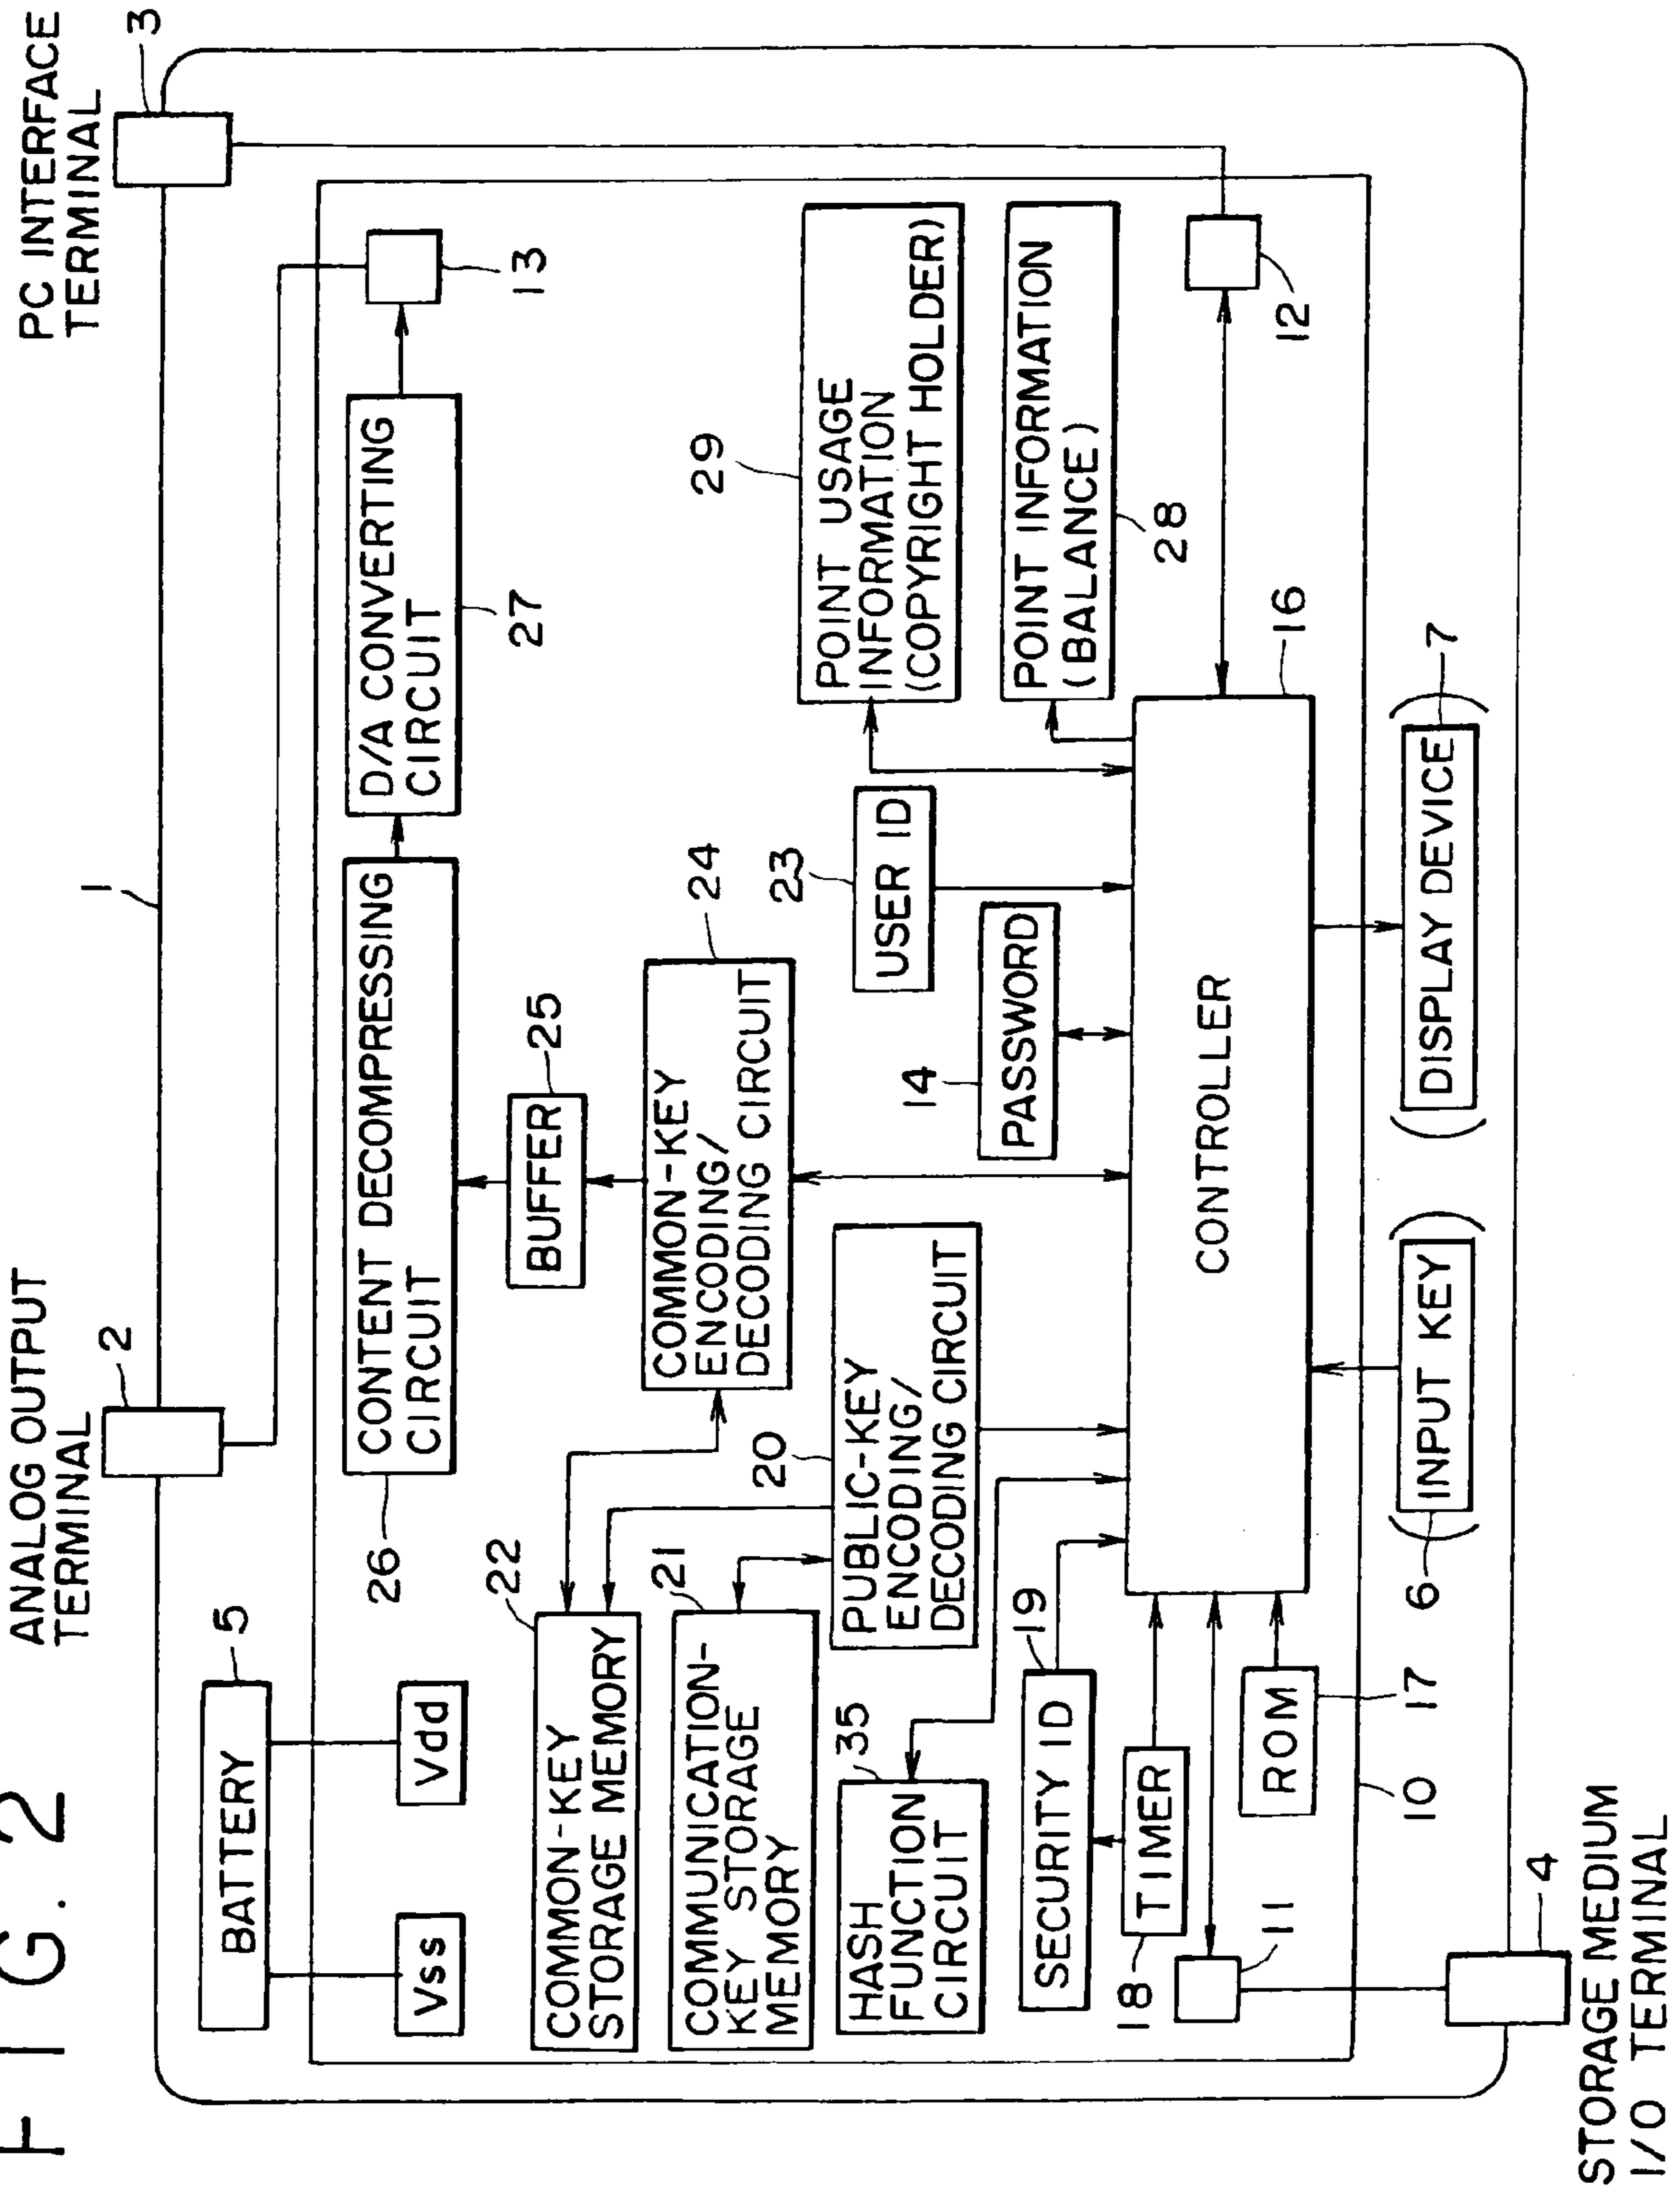 FIG. 2
ANALOG OUTPUT
TERMINAL
2
PC INTERFACE
TERMINAL
3
1
BATTERY
5
Vss
Vdd
26
CONTENT DECOMPRESSING
CIRCUIT
D/A CONVERTING
CIRCUIT
27
13
COMMON-KEY
STORAGE MEMORY
22
BUFFER
25
COMMUNICATION-
KEY STORAGE
MEMORY
21
COMMON-KEY
ENCODING/
DECODING CIRCUIT
24
HASH
FUNCTION
CIRCUIT
35
PUBLIC-KEY
ENCODING/
DECODING CIRCUIT
20
USER ID
23
POINT USAGE
INFORMATION
(COPYRIGHT HOLDER)
29
SECURITY ID
19
PASSWORD
14
POINT INFORMATION
(BALANCE)
28
TIMER
18
11
ROM
17
CONTROLLER
16
12
10
(INPUT KEY)
6
(DISPLAY DEVICE)
7
4
STORAGE MEDIUM
I/O TERMINAL